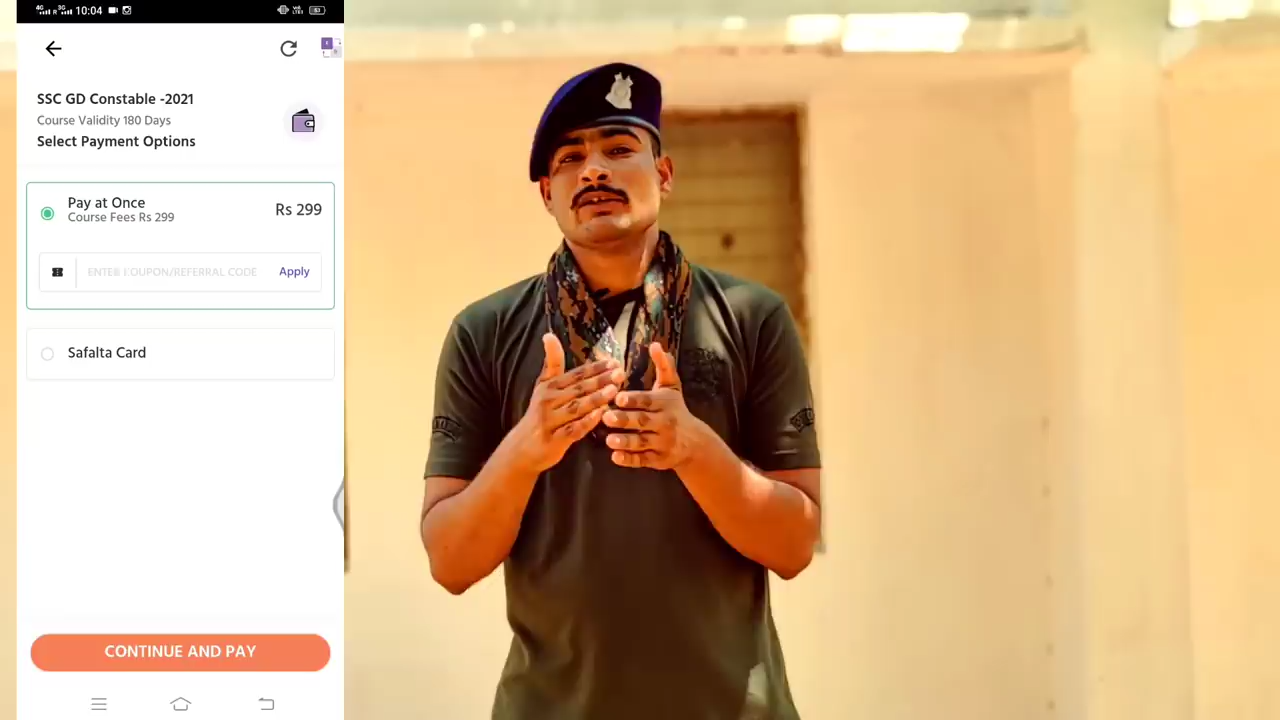 10:04
SSC GD Constable -2021
Course Validity 180 Days
Select Payment Options
Pay at Once
Course Fees Rs 299
Rs 299
COUPON/REFERRAL CODE
Apply
Safalta Card
CONTINUE AND PAY